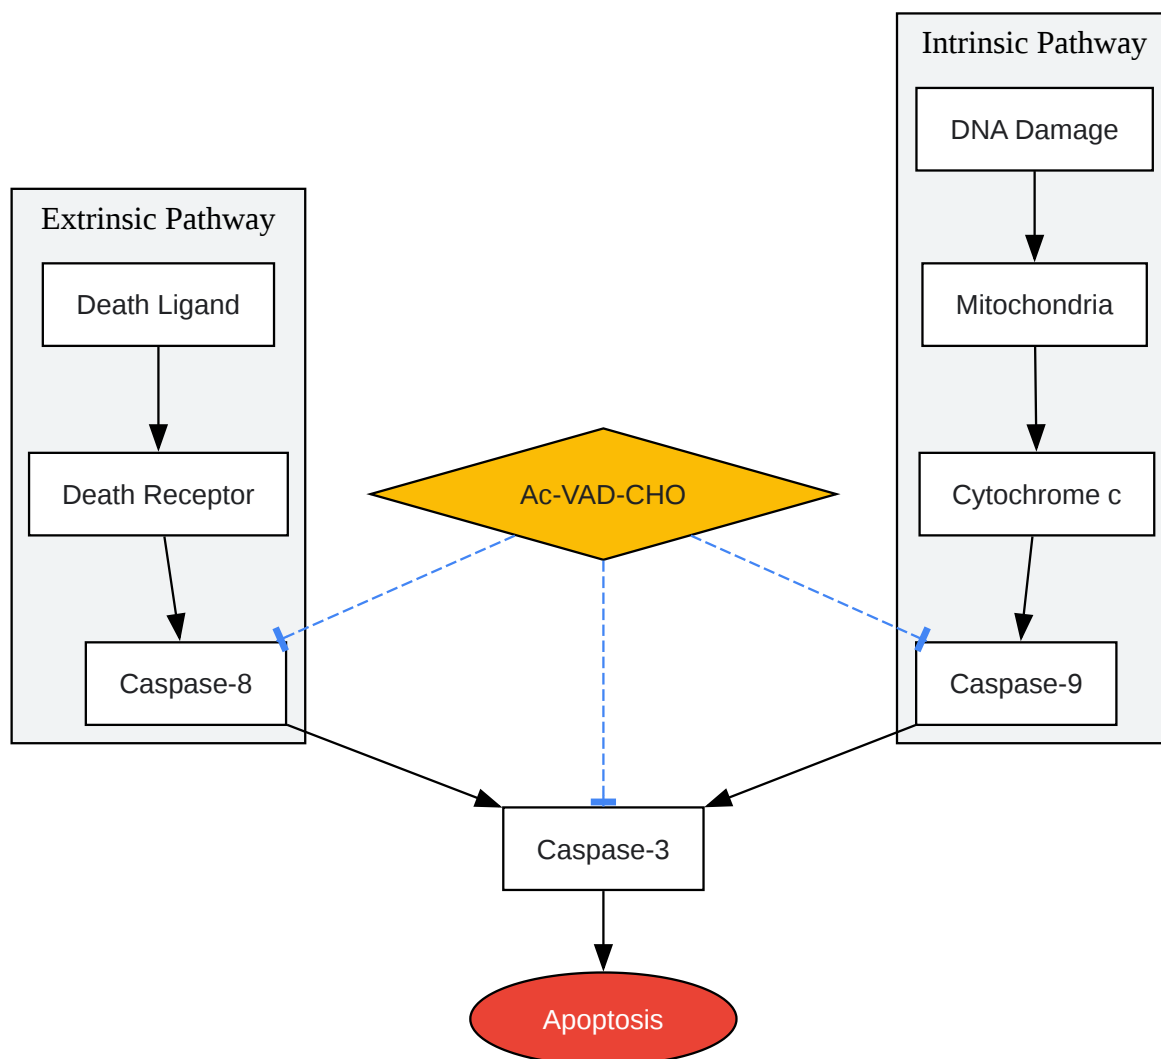 Intrinsic Pathway
DNA Damage
Extrinsic Pathway
Death Ligand
Mitochondria
Death Receptor
Ac-VAD-CHO
Cytochrome c
Caspase-8
Caspase-9
Caspase-3
Apoptosis